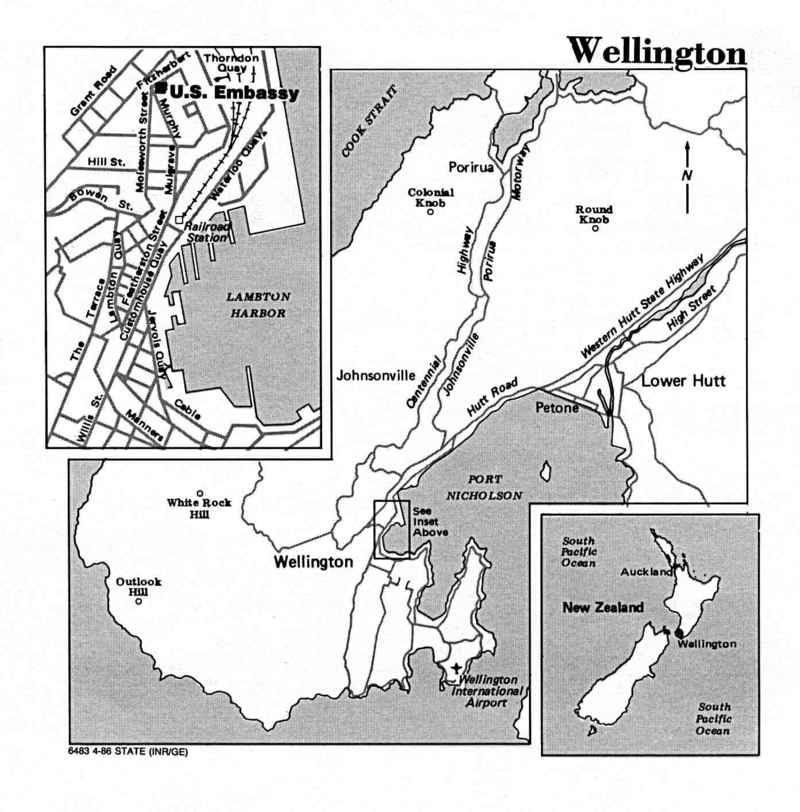 Wellington
Thorndon
Quay
Fitzherbert
Grant Road
U.S. Embassy
Molesworth Street
Murphy
Mulgrave
Hill St.
Waterloo Quay
Bowen St.
Railroad
Station
Lambton Quay
Featherston Street
Customhouse Quay
The Terrace
Jervois Quay
LAMBTON
HARBOR
Willis St.
Manners
Cable
COOK STRAIT
Porirua
Motorway
Colonial
Knob
Round
Knob
N
Highway
Porirua
Western Hutt State Highway
High Street
Johnsonville
Centennial
Johnsonville
Hutt Road
Lower Hutt
Petone
PORT
NICHOLSON
White Rock
Hill
See
Inset
Above
Wellington
Outlook
Hill
Wellington
International
Airport
South
Pacific
Ocean
Auckland
New Zealand
Wellington
South
Pacific
Ocean
6483 4-86 STATE (INR/GE)